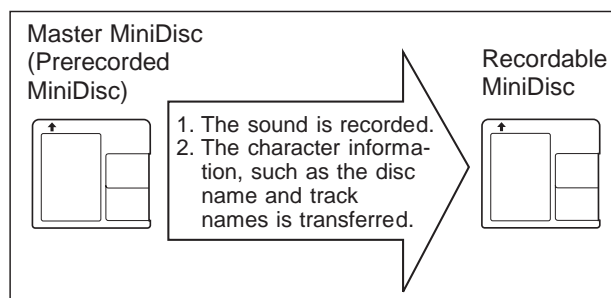 Master MiniDisc
(Prerecorded
MiniDisc)
1. The sound is recorded.
2. The character informa-
tion, such as the disc
name and track
names is transferred.
Recordable
MiniDisc